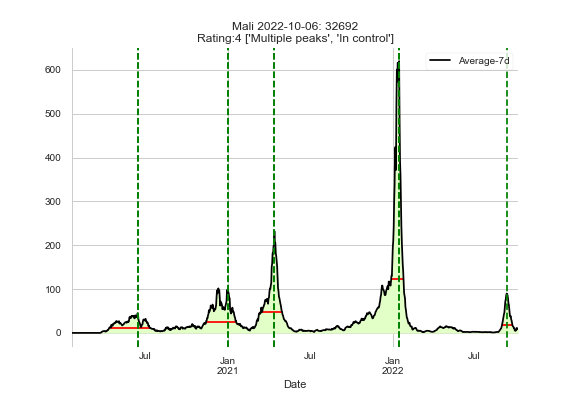 Mali 2022-10-06: 32692
Rating:4 ['Multiple peaks', 'In control']
Average-7d
600
500
400
300
200
100
0
Jul
Jan
2021
Jul
Jan
2022
Jul
Date